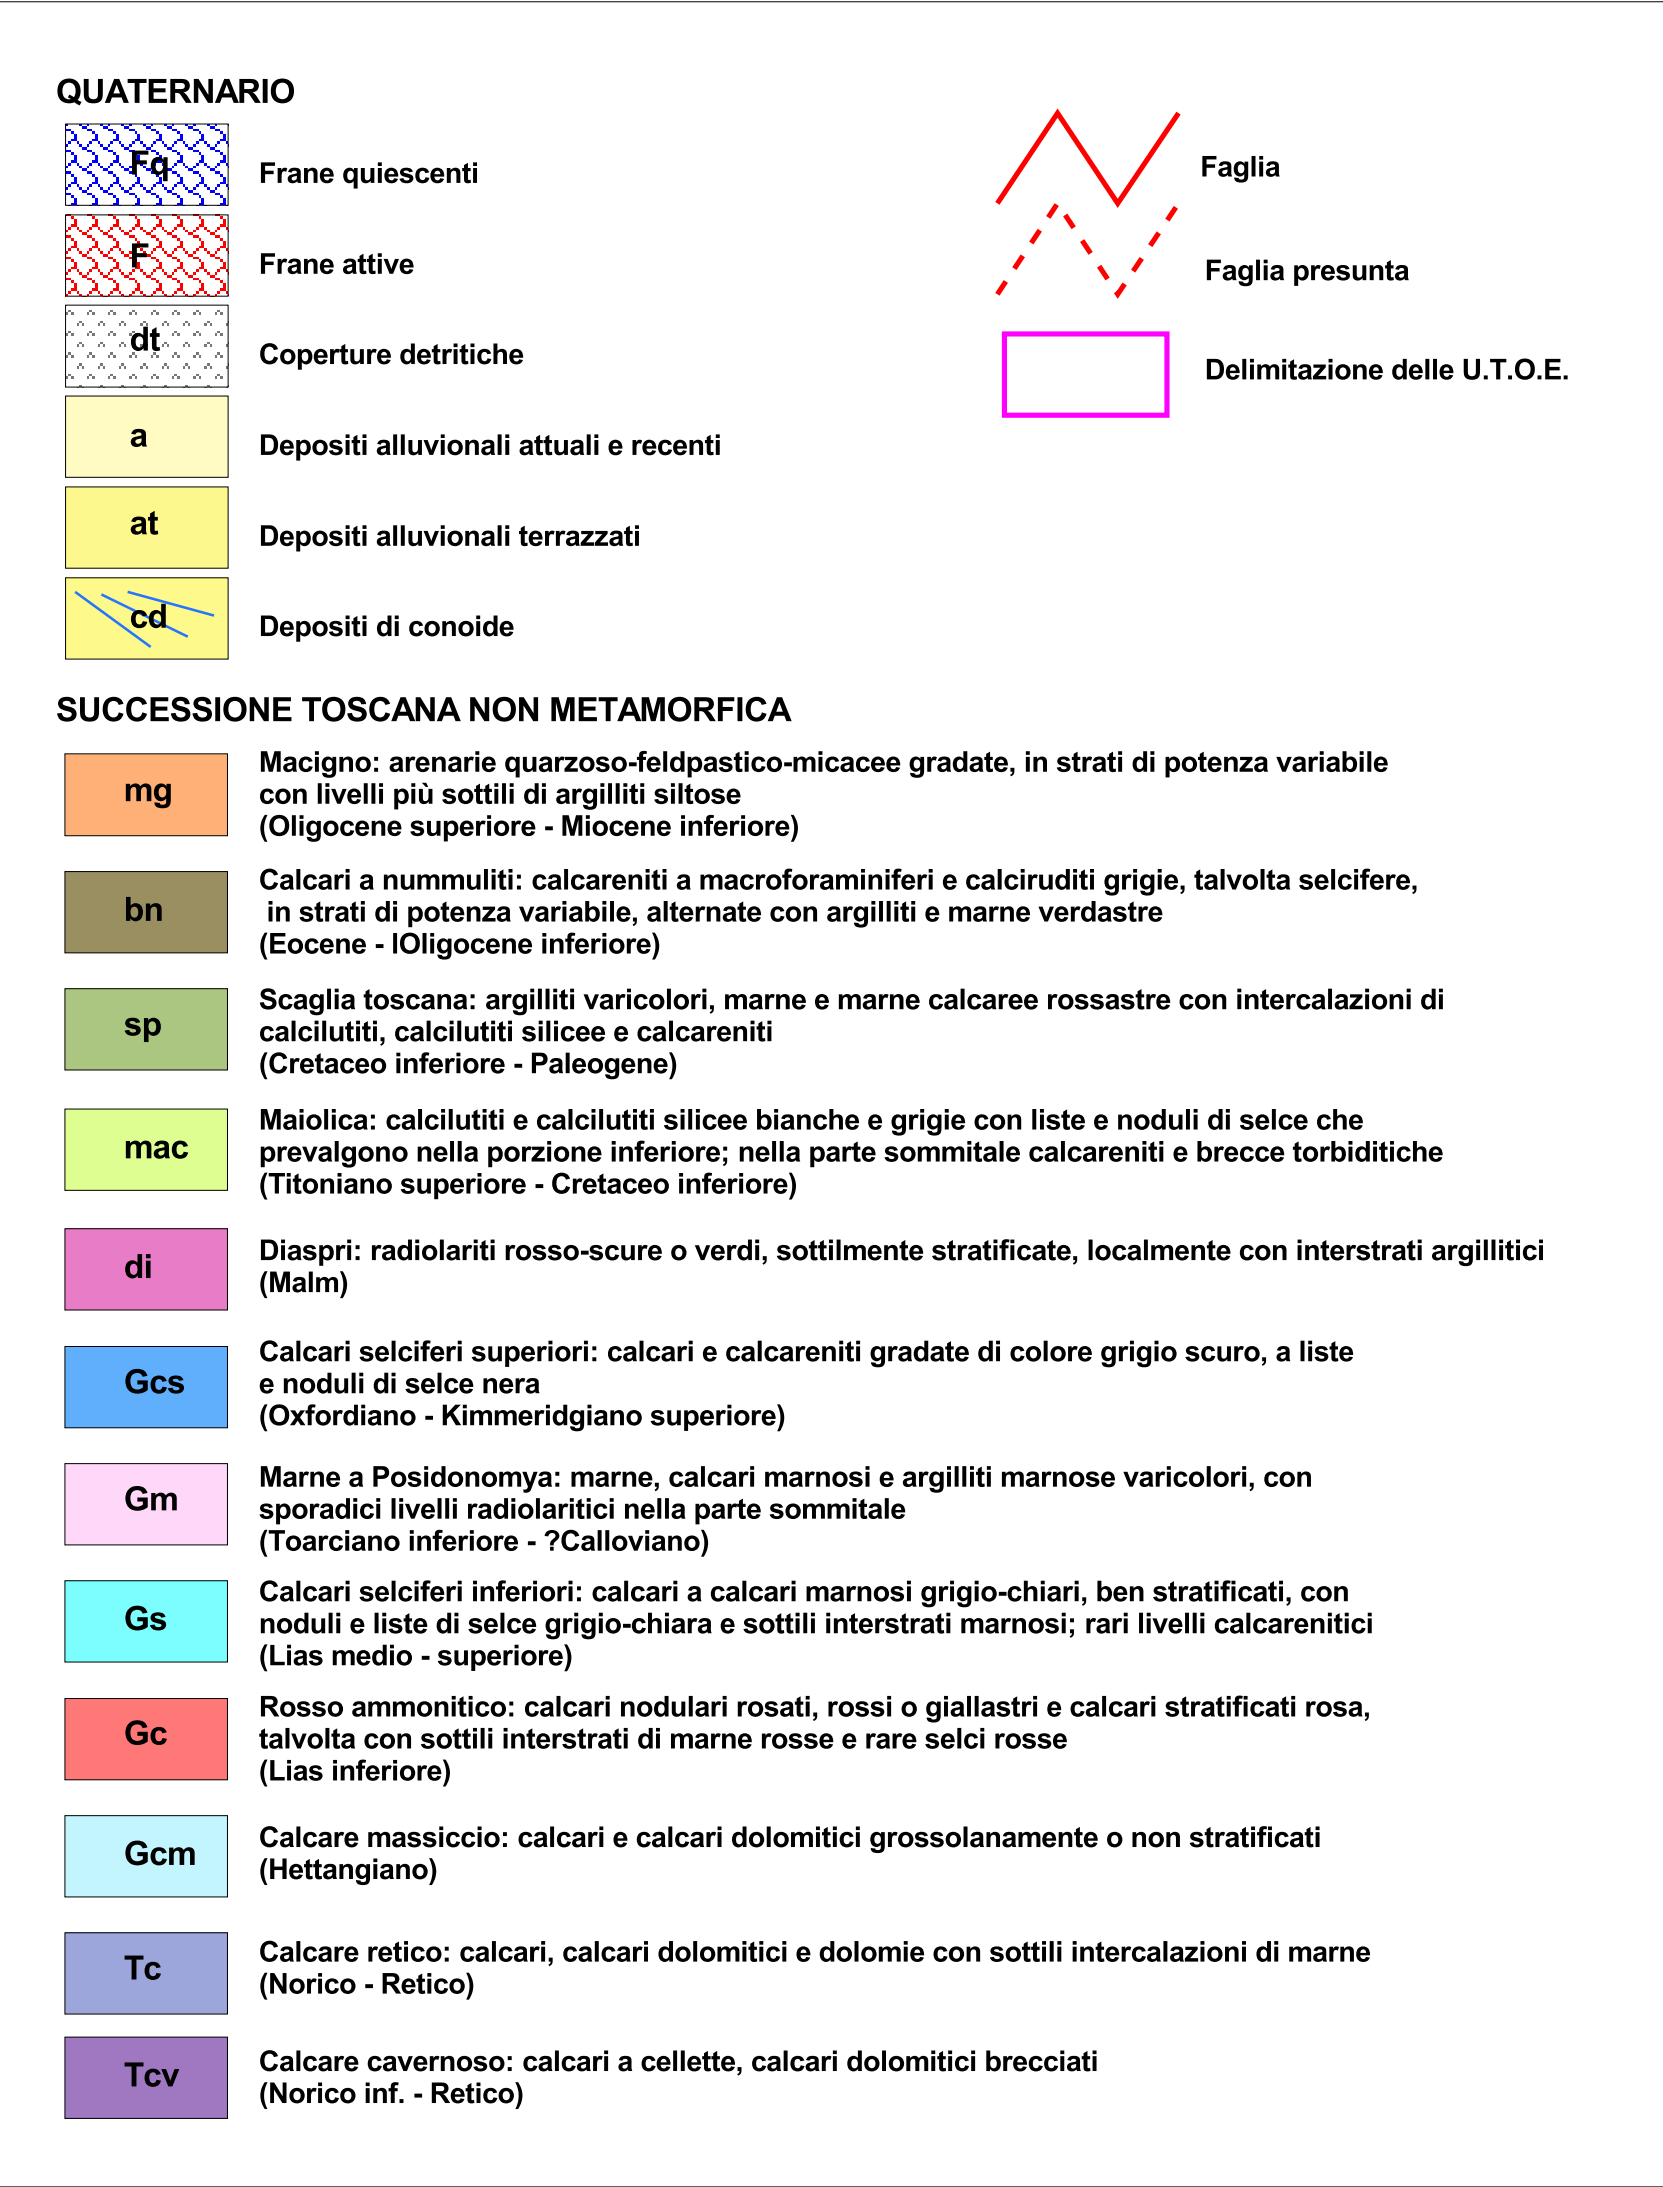 QUATERNARIO
Fq
Frane quiescenti
F
Frane attive
dt
Coperture detritiche
a
Depositi alluvionali attuali e recenti
at
Depositi alluvionali terrazzati
cd
Depositi di conoide
Faglia
Faglia presunta
Delimitazione delle U.T.O.E.
SUCCESSIONE TOSCANA NON METAMORFICA
mg
Macigno: arenarie quarzoso-feldpastico-micacee gradate, in strati di potenza variabile
con livelli più sottili di argilliti siltose
(Oligocene superiore - Miocene inferiore)
bn
Calcari a nummuliti: calcareniti a macroforaminiferi e calciruditi grigie, talvolta selcifere,
in strati di potenza variabile, alternate con argilliti e marne verdastre
(Eocene - lOligocene inferiore)
sp
Scaglia toscana: argilliti varicolori, marne e marne calcaree rossastre con intercalazioni di
calcilutiti, calcilutiti silicee e calcareniti
(Cretaceo inferiore - Paleogene)
mac
Maiolica: calcilutiti e calcilutiti silicee bianche e grigie con liste e noduli di selce che
prevalgono nella porzione inferiore; nella parte sommitale calcareniti e brecce torbiditiche
(Titoniano superiore - Cretaceo inferiore)
di
Diaspri: radiolariti rosso-scure o verdi, sottilmente stratificate, localmente con interstrati argillitici
(Malm)
Gcs
Calcari selciferi superiori: calcari e calcareniti gradate di colore grigio scuro, a liste
e noduli di selce nera
(Oxfordiano - Kimmeridgiano superiore)
Gm
Marne a Posidonomya: marne, calcari marnosi e argilliti marnose varicolori, con
sporadici livelli radiolaritici nella parte sommitale
(Toarciano inferiore - ?Calloviano)
Gs
Calcari selciferi inferiori: calcari a calcari marnosi grigio-chiari, ben stratificati, con
noduli e liste di selce grigio-chiara e sottili interstrati marnosi; rari livelli calcarenitici
(Lias medio - superiore)
Gc
Rosso ammonitico: calcari nodulari rosati, rossi o giallastri e calcari stratificati rosa,
talvolta con sottili interstrati di marne rosse e rare selci rosse
(Lias inferiore)
Gcm
Calcare massiccio: calcari e calcari dolomitici grossolanamente o non stratificati
(Hettangiano)
Tc
Calcare retico: calcari, calcari dolomitici e dolomie con sottili intercalazioni di marne
(Norico - Retico)
Tcv
Calcare cavernoso: calcari a cellette, calcari dolomitici brecciati
(Norico inf. - Retico)